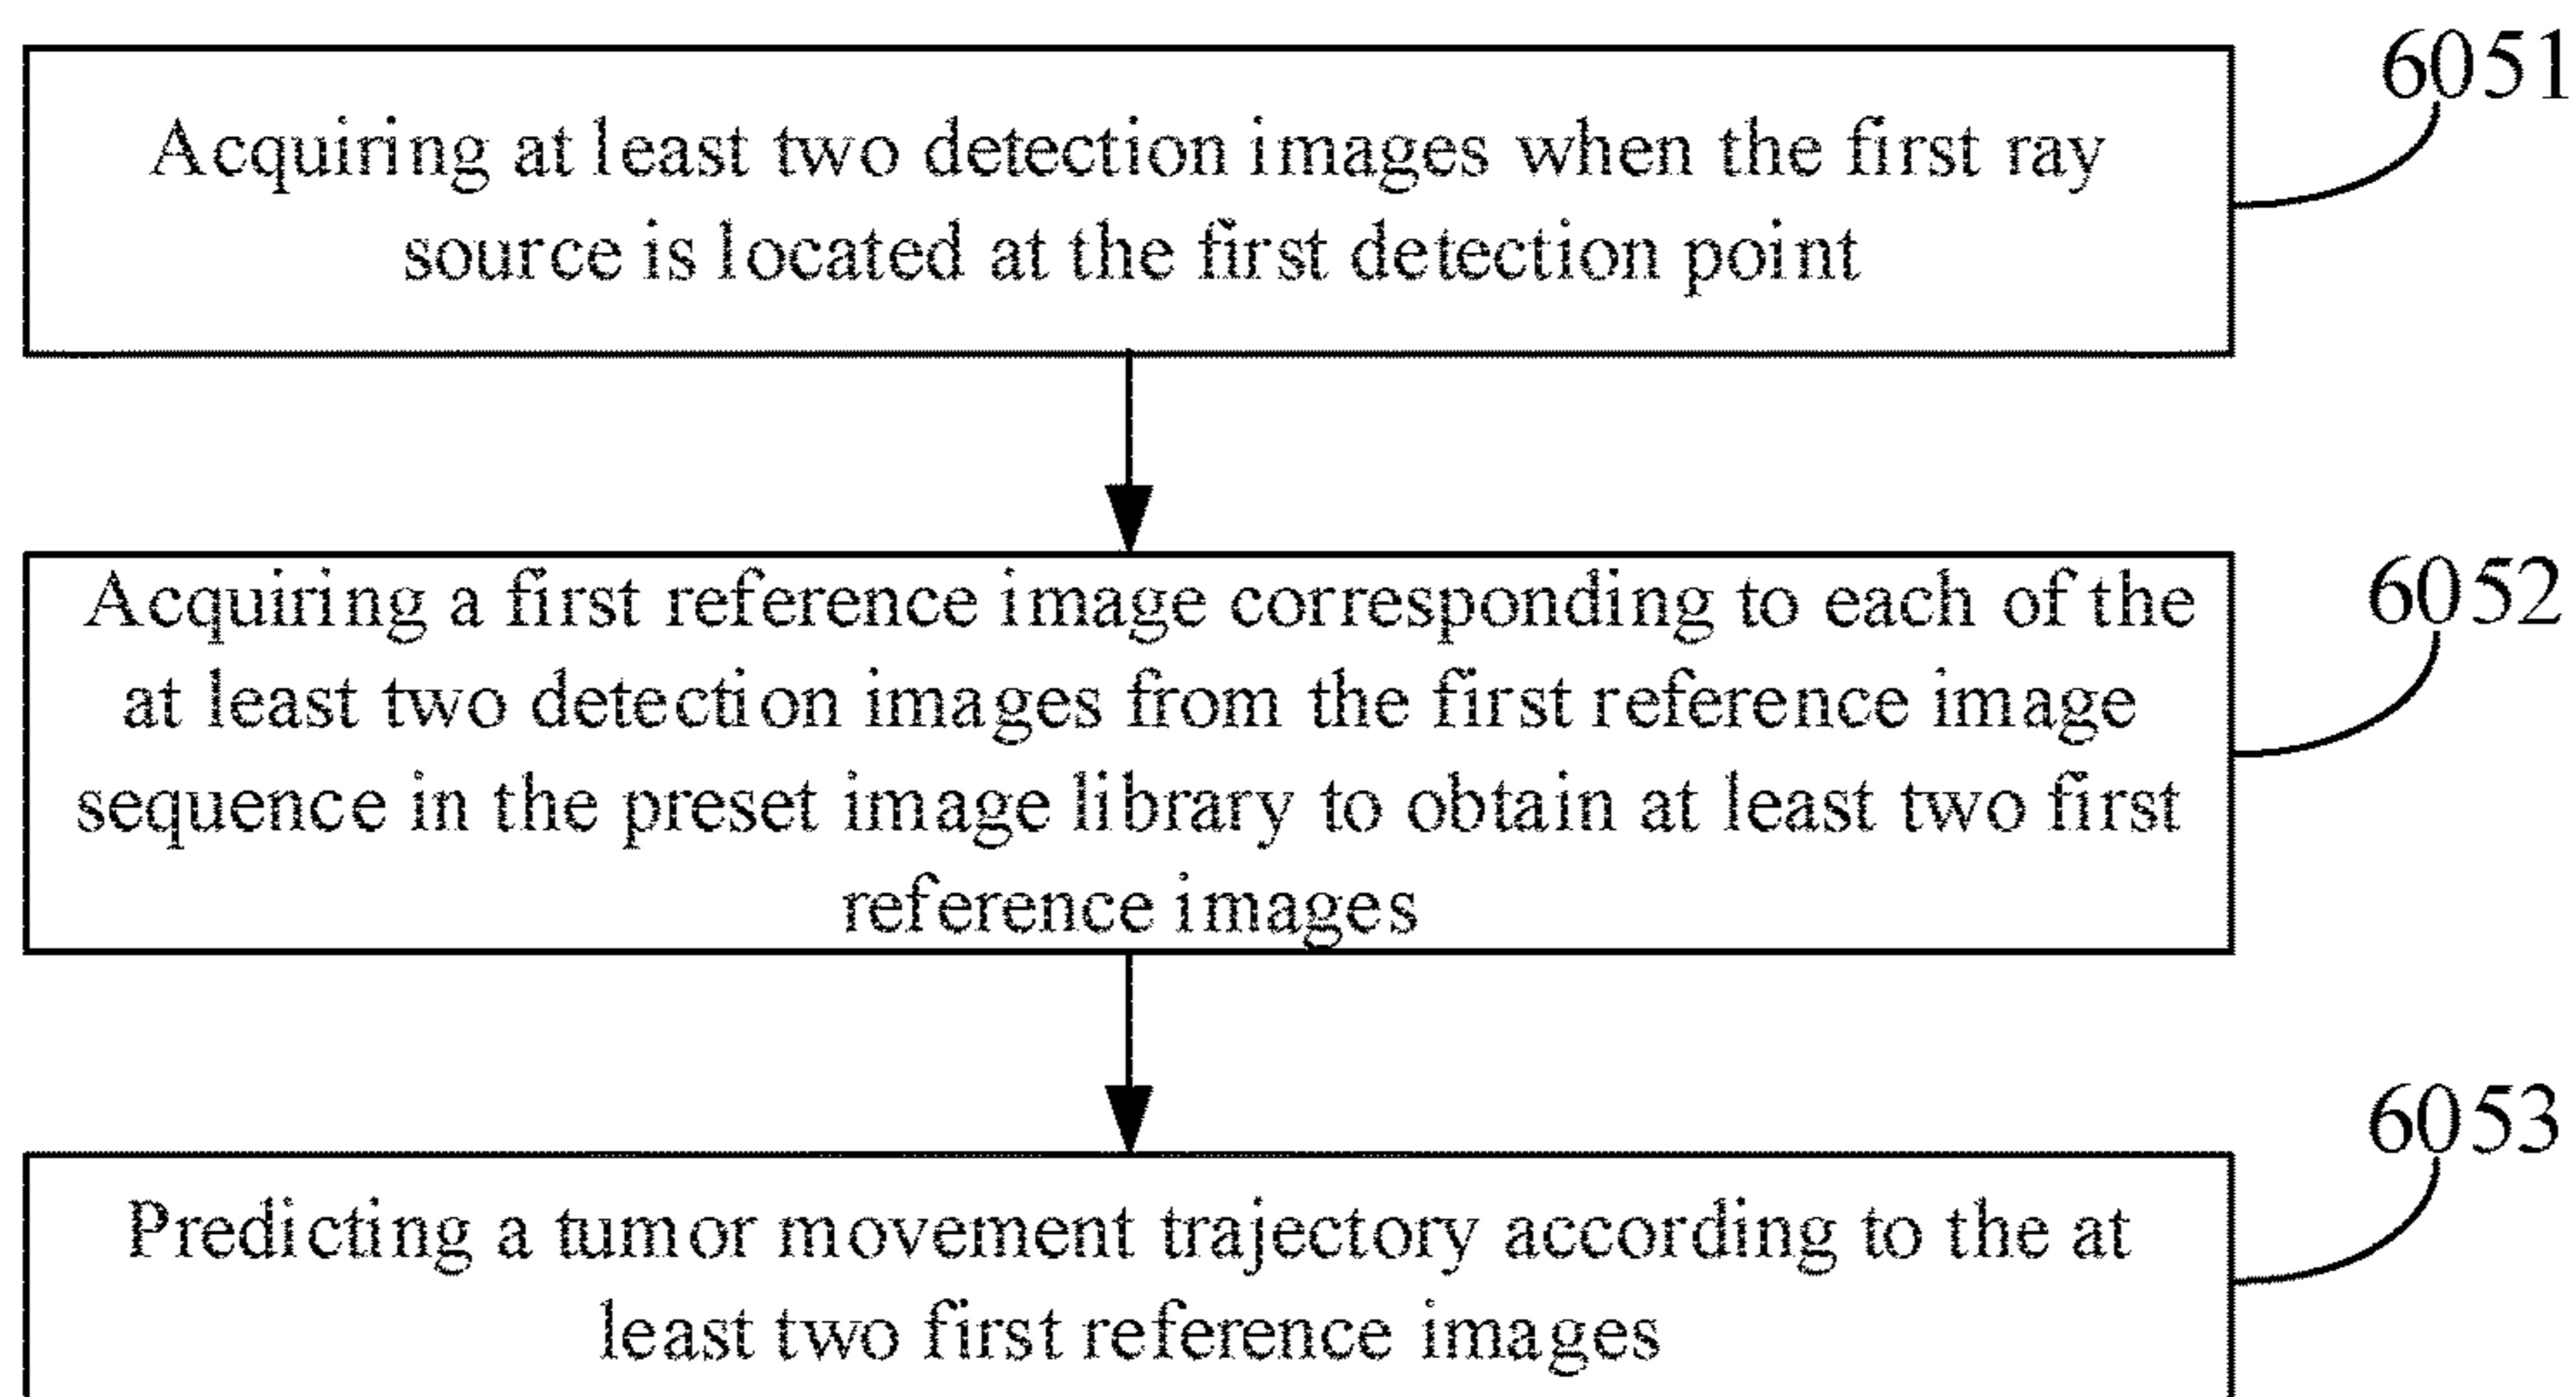 6051
Acquiring at least two detection images when the first ray
source is located at the first detection point
6052
Acquiring a first reference image corresponding to each of the
at least two detection images from the first reference image
sequence in the preset image library to obtain at least two first
reference images
6053
Predicting a tumor movement trajectory according to the at
least two first reference images